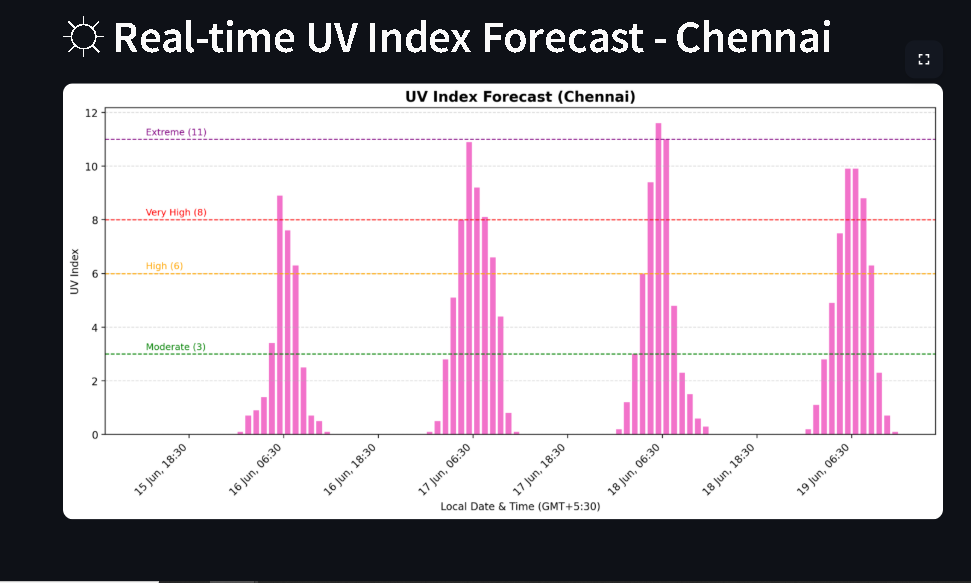 Real-time UV Index Forecast - Chennai
UV Index Forecast (Chennai)
12
Extreme (11)
10
Very High (8)
8
High (6)
6
4
Moderate (3)
2
0
UV Index
15 Jun, 18:30
16 Jun, 06:30
16 Jun, 18:30
17 Jun, 06:30
17 Jun, 18:30
18 Jun, 06:30
18 Jun, 18:30
19 Jun, 06:30
Local Date & Time (GMT+5:30)